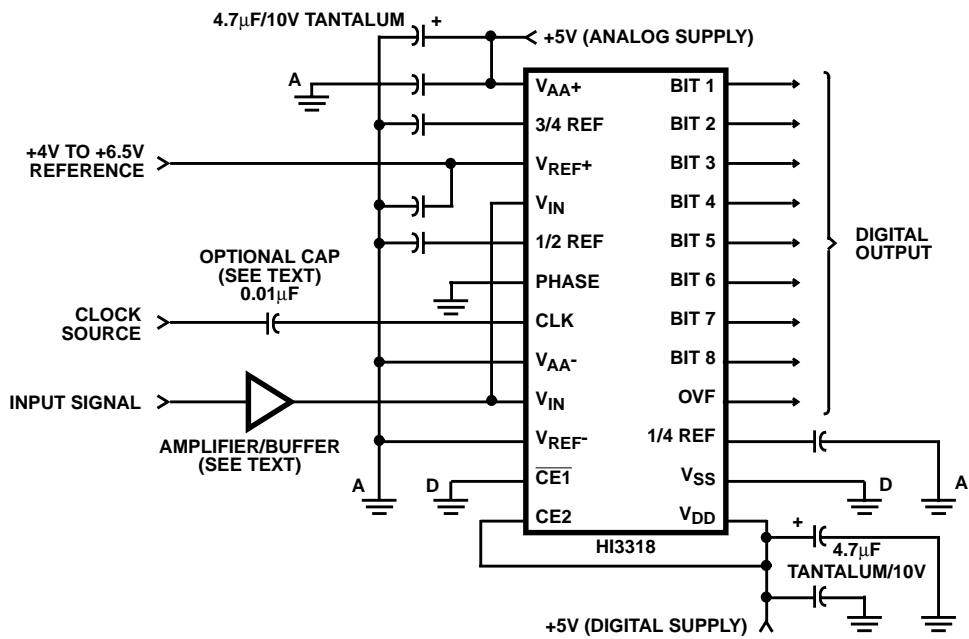 4.7μF/10V TANTALUM
+
+5V (ANALOG SUPPLY)
A
+4V TO +6.5V
REFERENCE
OPTIONAL CAP
(SEE TEXT)
0.01μF
CLOCK
SOURCE
INPUT SIGNAL
AMPLIFIER/BUFFER
(SEE TEXT)
A
D
VAA+
3/4 REF
VREF+
VIN
1/2 REF
PHASE
CLK
VAA-
VIN
VREF-
CE1
CE2
BIT 1
BIT 2
BIT 3
BIT 4
BIT 5
BIT 6
BIT 7
BIT 8
OVF
1/4 REF
VSS
VDD
HI3318
DIGITAL
OUTPUT
D
A
+
4.7μF
TANTALUM/10V
+5V (DIGITAL SUPPLY)